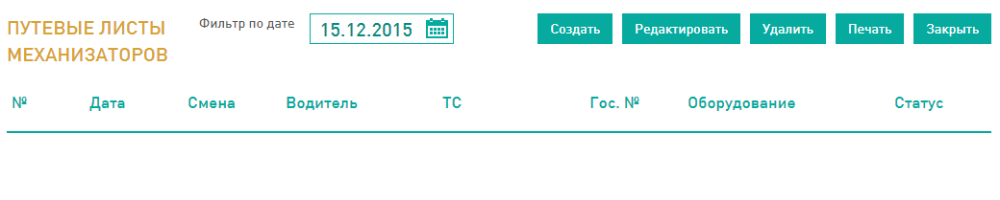 ПУТЕВЫЕ ЛИСТЫ
МЕХАНИЗАТОРОВ
Фильтр по дате
15.12.2015
Создать
Редактировать
Удалить
Печать
Закрыть
№ Дата Смена Водитель ТС Гос. № Оборудование Статус